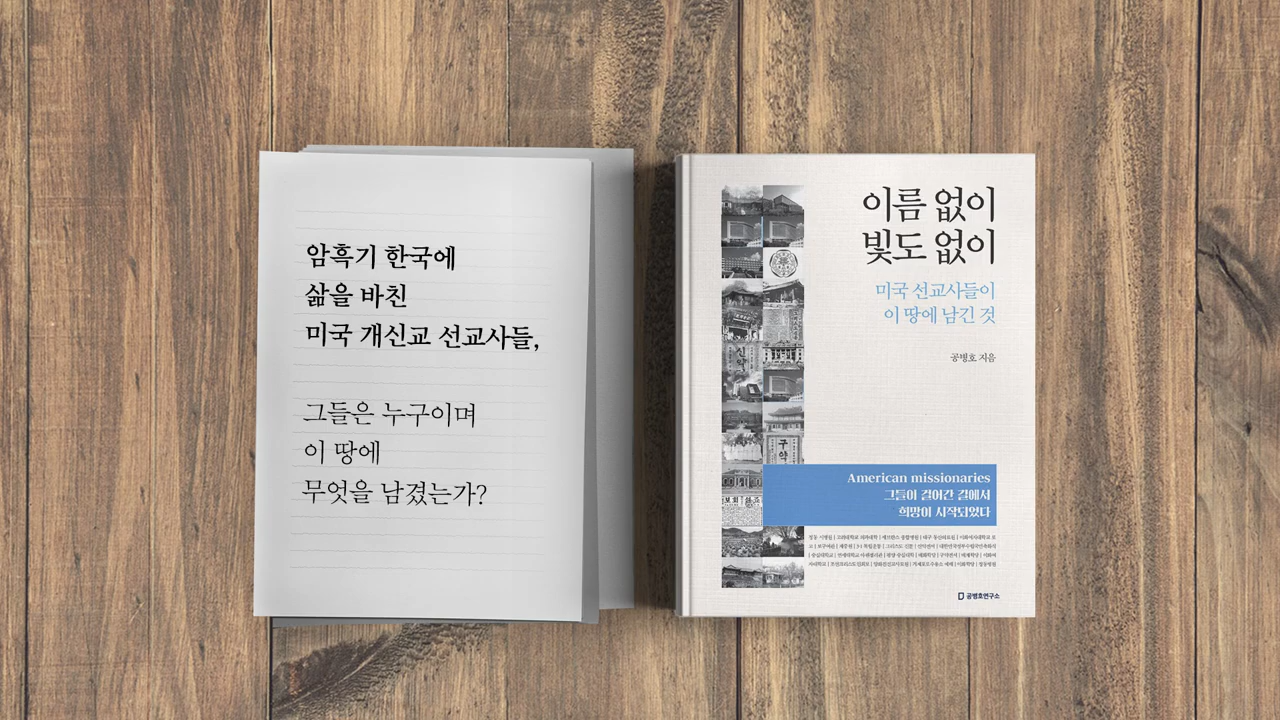 암흑기 한국에
삶을 바친
미국 개신교 선교사들,
그들은 누구이며
이 땅에
무엇을 남겼는가?
이름 없이
빛도 없이
미국 선교사들이
이 땅에 남긴 것
공병호 지음
신약
구약
American missionaries
그들이 걸어간 길에서
희망이 시작되었다
공병호연구소